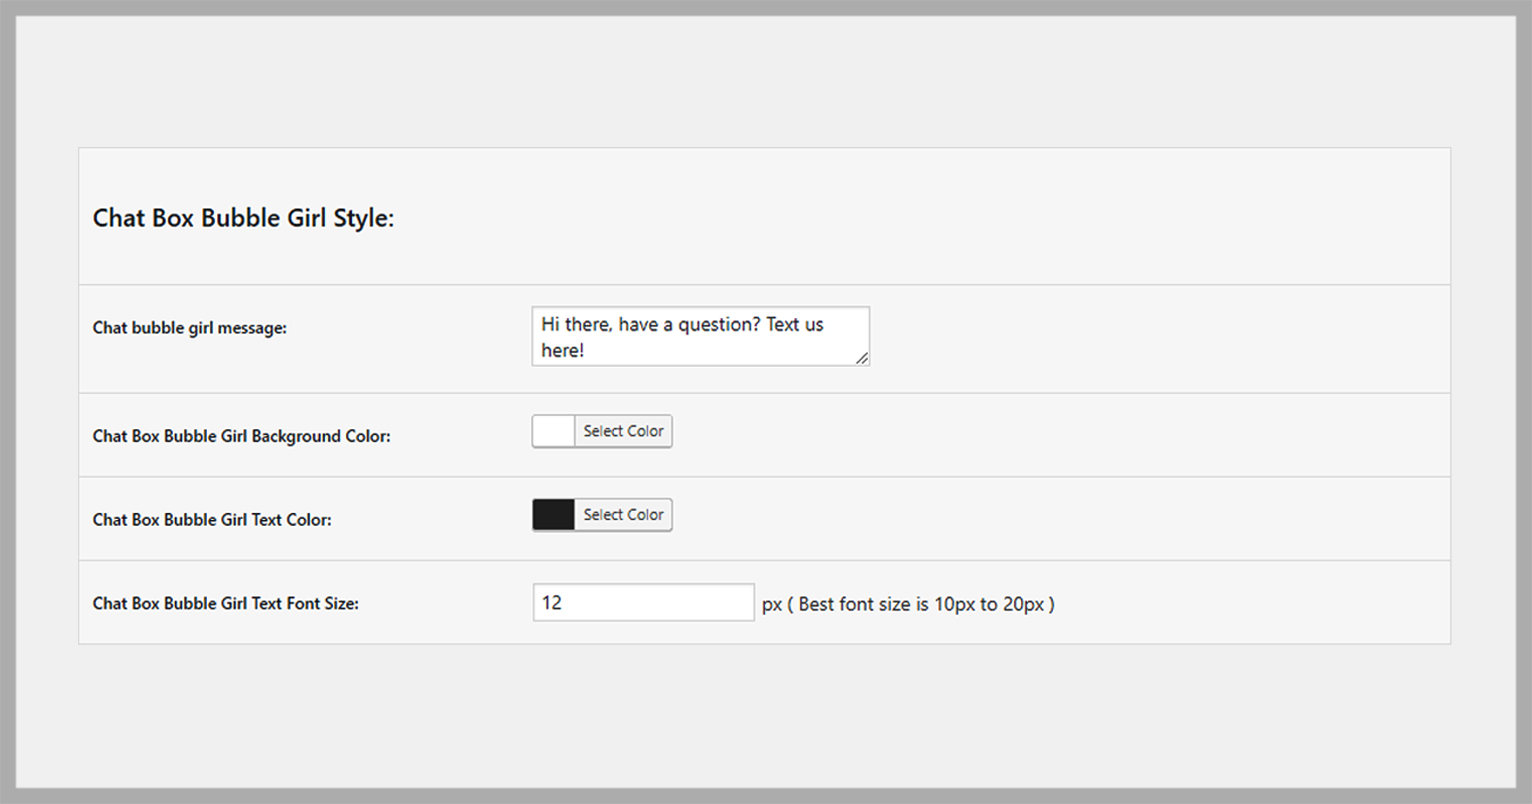 Chat Box Bubble Girl Style:
Chat bubble girl message:
Hi there, have a question? Text us
here!
Chat Box Bubble Girl Background Color:
Select Color
Chat Box Bubble Girl Text Color:
Select Color
Chat Box Bubble Girl Text Font Size:
12
px ( Best font size is 10px to 20px )